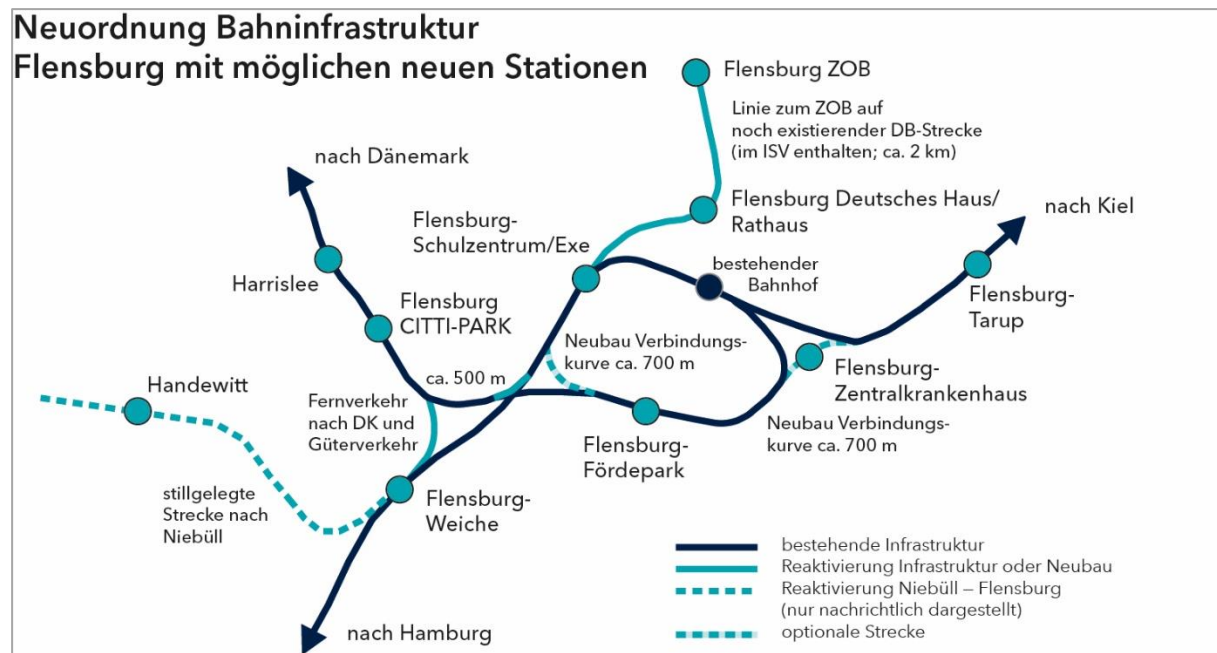 Neuordnung Bahninfrastruktur
Flensburg mit möglichen neuen Stationen
Flensburg ZOB
Linie zum ZOB auf
noch existierender DB-Strecke
(im ISV enthalten; ca. 2 km)
nach Dänemark
Flensburg Deutsches Haus/
Rathaus
nach Kiel
Flensburg-
Schulzentrum/Exe
bestehender
Bahnhof
Harrislee
Flensburg-
Tarup
Flensburg
CITTI-PARK
Neubau Verbindungs-
kurve ca. 700 m
ca. 500 m
Flensburg-
Zentralkrankenhaus
Handewitt
Fernverkehr
nach DK und
Güterverkehr
Neubau Verbindungs-
kurve ca. 700 m
Flensburg-
Fördepark
stillgelegte
Strecke nach
Niebüll
Flensburg-
Weiche
nach Hamburg
bestehende Infrastruktur
Reaktivierung Infrastruktur oder Neubau
Reaktivierung Niebüll – Flensburg
(nur nachrichtlich dargestellt)
optionale Strecke